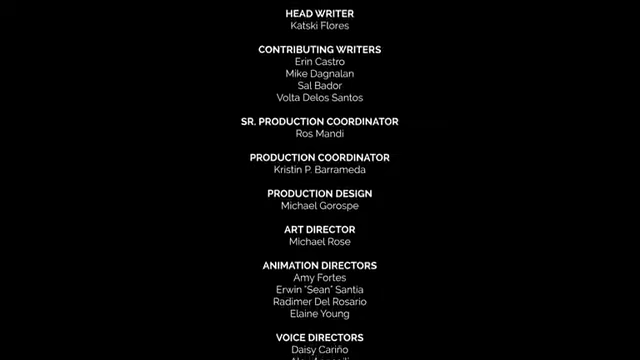 HEAD WRITER
Katski Flores
CONTRIBUTING WRITERS
Erin Castro
Mike Dagnalan
Sal Bador
Volta Delos Santos
SR. PRODUCTION COORDINATOR
Ros Mandi
PRODUCTION COORDINATOR
Kristin P. Barrameda
PRODUCTION DESIGN
Michael Gorospe
ART DIRECTOR
Michael Rose
ANIMATION DIRECTORS
Amy Fortes
Erwin "Sean" Santia
Radimer Del Rosario
Elaine Young
VOICE DIRECTORS
Daisy Cariño